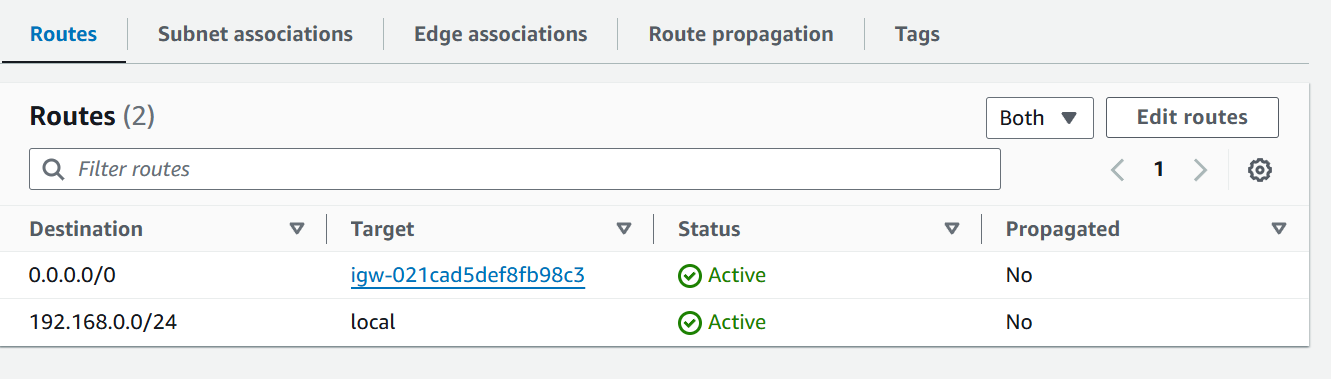 Routes Subnet associations Edge associations Route propagation Tags
Routes (2)
Both Edit routes
Filter routes 1
Destination Target Status Propagated
0.0.0.0/0 igw-021cad5def8fb98c3 Active No
192.168.0.0/24 local Active No